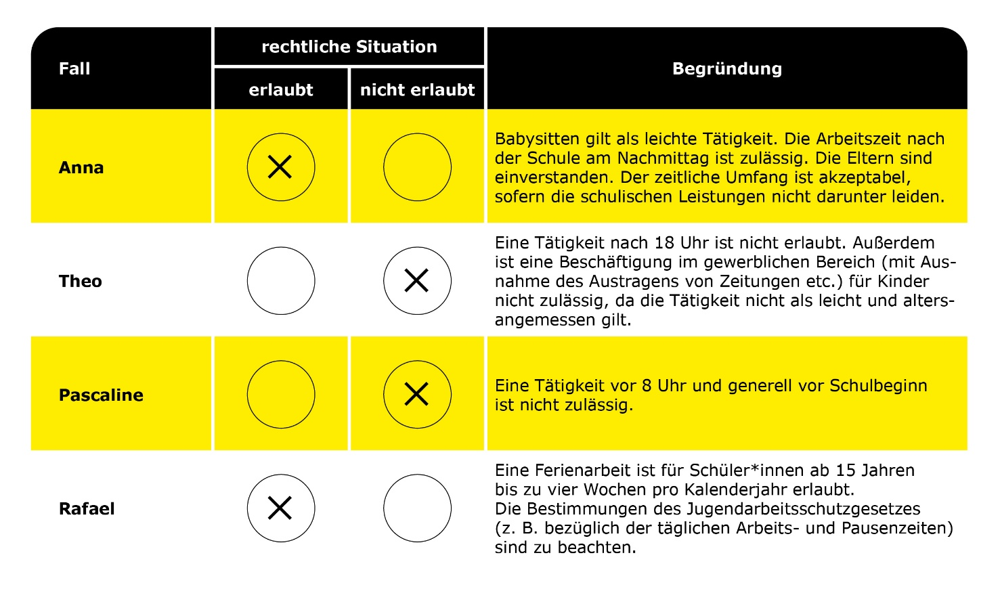 Fall
rechtliche Situation
erlaubt
nicht erlaubt
Begründung
Anna
Babysitten gilt als leichte Tätigkeit. Die Arbeitszeit nach
der Schule am Nachmittag ist zulässig. Die Eltern sind
einverstanden. Der zeitliche Umfang ist akzeptabel,
sofern die schulischen Leistungen nicht darunter leiden.
Theo
Eine Tätigkeit nach 18 Uhr ist nicht erlaubt. Außerdem
ist eine Beschäftigung im gewerblichen Bereich (mit Aus-
nahme des Austragens von Zeitungen etc.) für Kinder
nicht zulässig, da die Tätigkeit nicht als leicht und alters-
angemessen gilt.
Pascaline
Eine Tätigkeit vor 8 Uhr und generell vor Schulbeginn
ist nicht zulässig.
Rafael
Eine Ferienarbeit ist für Schüler*innen ab 15 Jahren
bis zu vier Wochen pro Kalenderjahr erlaubt.
Die Bestimmungen des Jugendarbeitsschutzgesetzes
(z. B. bezüglich der täglichen Arbeits- und Pausenzeiten)
sind zu beachten.